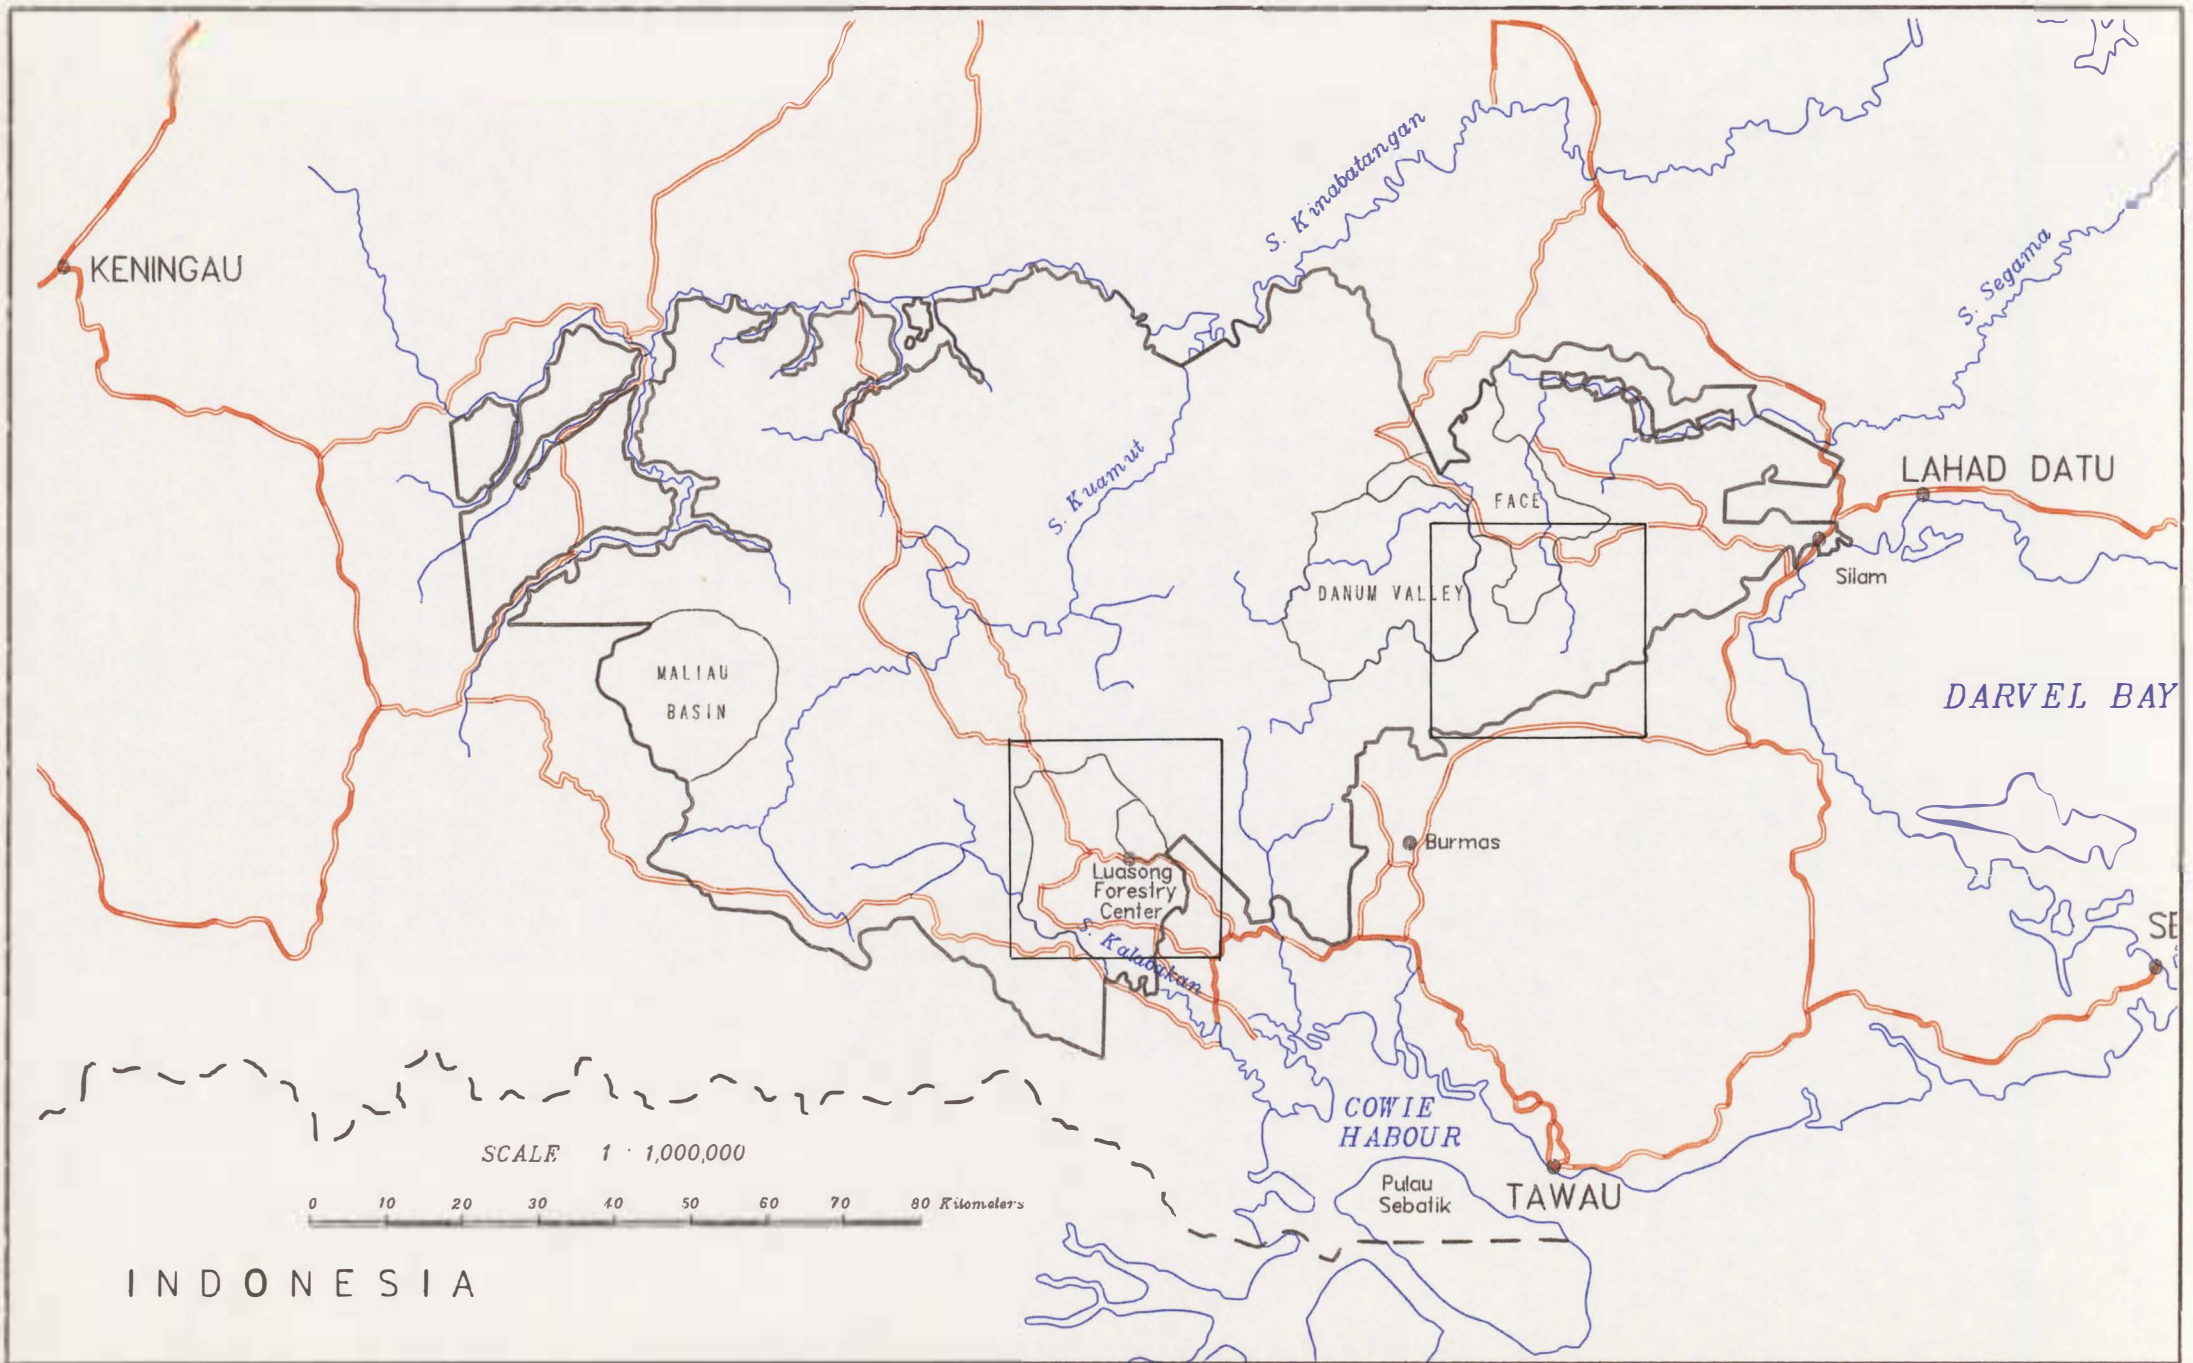 S. Kinabatangan
S. Segama
KENINGAU
LAHAD DATU
S. Kuamut
FACE
Silam
DANUM VALLEY
MALIAU
BASIN
DARVEL BAY
Burmas
Luasong
Forestry
Center
S. Kalabakan
SE
COWIE
HABOUR
SCALE 1 : 1,000,000
0 10 20 30 40 50 60 70 80 Kilometers
Pulau
Sebatik
TAWAU
INDONESIA